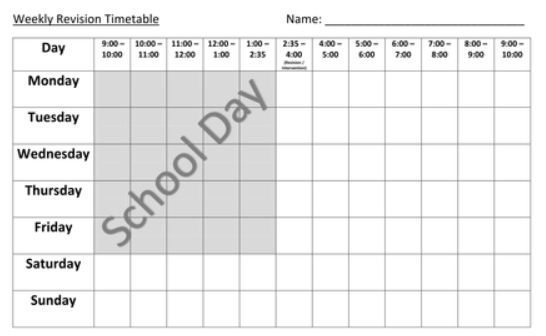 Weekly Revision Timetable Name: ______________________________
Day 9:00 – 10:00 10:00 – 11:00 11:00 – 12:00 12:00 – 1:00 1:00 – 2:35 2:35 – 4:00 (Revision / Intervention) 4:00 – 5:00 5:00 – 6:00 6:00 – 7:00 7:00 – 8:00 8:00 – 9:00 9:00 – 10:00
Monday
Tuesday
Wednesday
Thursday
Friday
Saturday
Sunday
School Day